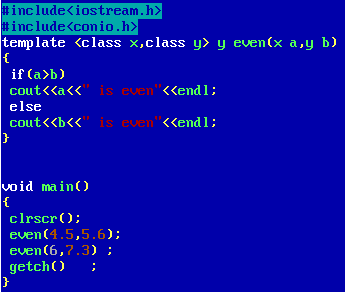 #include<iostream.h>
#include<conio.h>
template <class x,class y> y even(x a,y b)
{
if(a>b)
cout<<a<<" is even"<<endl;
else
cout<<b<<" is even"<<endl;
}
void main()
{
clrscr();
even(4.5,5.6);
even(6,7.3) ;
getch()   ;
}